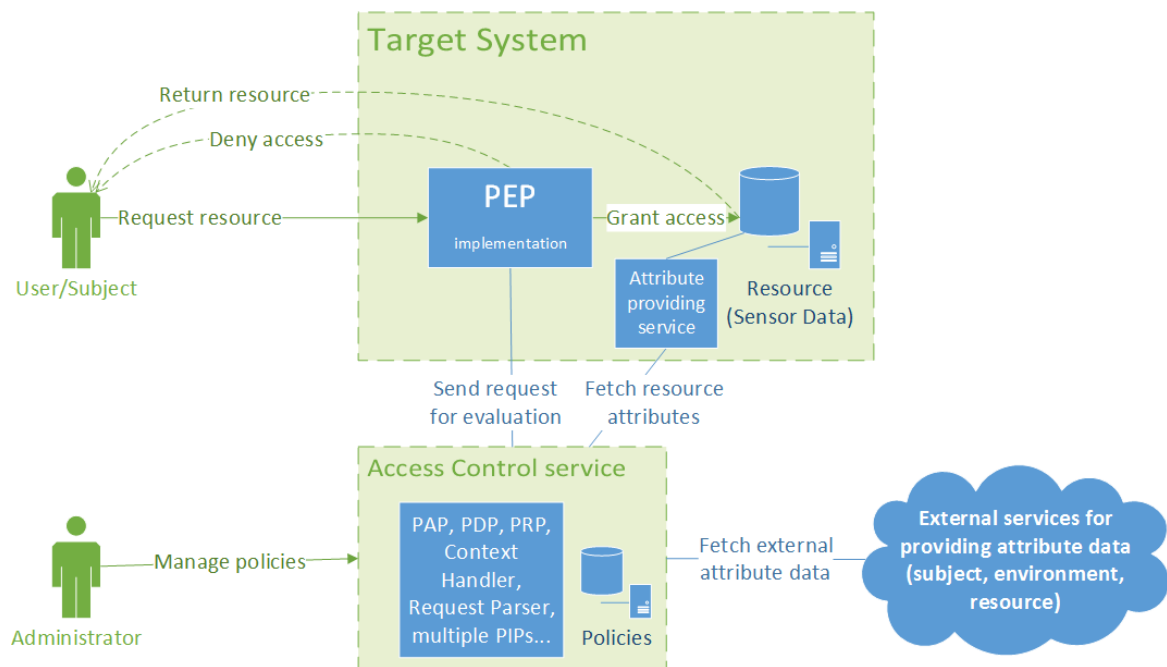 Target System
Return resource
Deny access
PEP
implementation
Request resource
Grant access
User/Subject
Attribute
providing
service
Resource
(Sensor Data)
Send request
for evaluation
Fetch resource
attributes
Access Control service
PAP, PDP, PRP,
Context
Handler,
Request Parser,
multiple PIPs...
Policies
Manage policies
Administrator
Fetch external
attribute data
External services for
providing attribute data
(subject, environment,
resource)